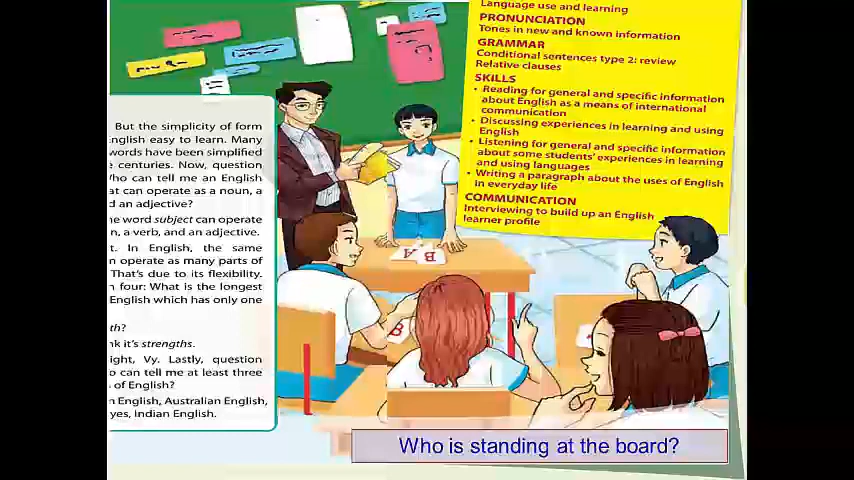 Language use and learning
PRONUNCIATION
Tones in new and known information
GRAMMAR
Conditional sentences type 2: review
Relative clauses
SKILLS
• Reading for general and specific information
about English as a means of international
communication
• Discussing experiences in learning and using
English
• Listening for general and specific information
about some students' experiences in learning
and using languages
• Writing a paragraph about the uses of English
in everyday life
COMMUNICATION
Interviewing to build up an English
learner profile
But the simplicity of form
English easy to learn. Many
words have been simplified
centuries. Now, question
Who can tell me an English
at can operate as a noun, a
d an adjective?
he word subject can operate
n, a verb, and an adjective.
t. In English, the same
n operate as many parts of
That's due to its flexibility.
n four: What is the longest
English which has only one
th?
nk it's strengths.
ight, Vy. Lastly, question
o can tell me at least three
s of English?
n English, Australian English,
yes, Indian English.
B A
B
Who is standing at the board?